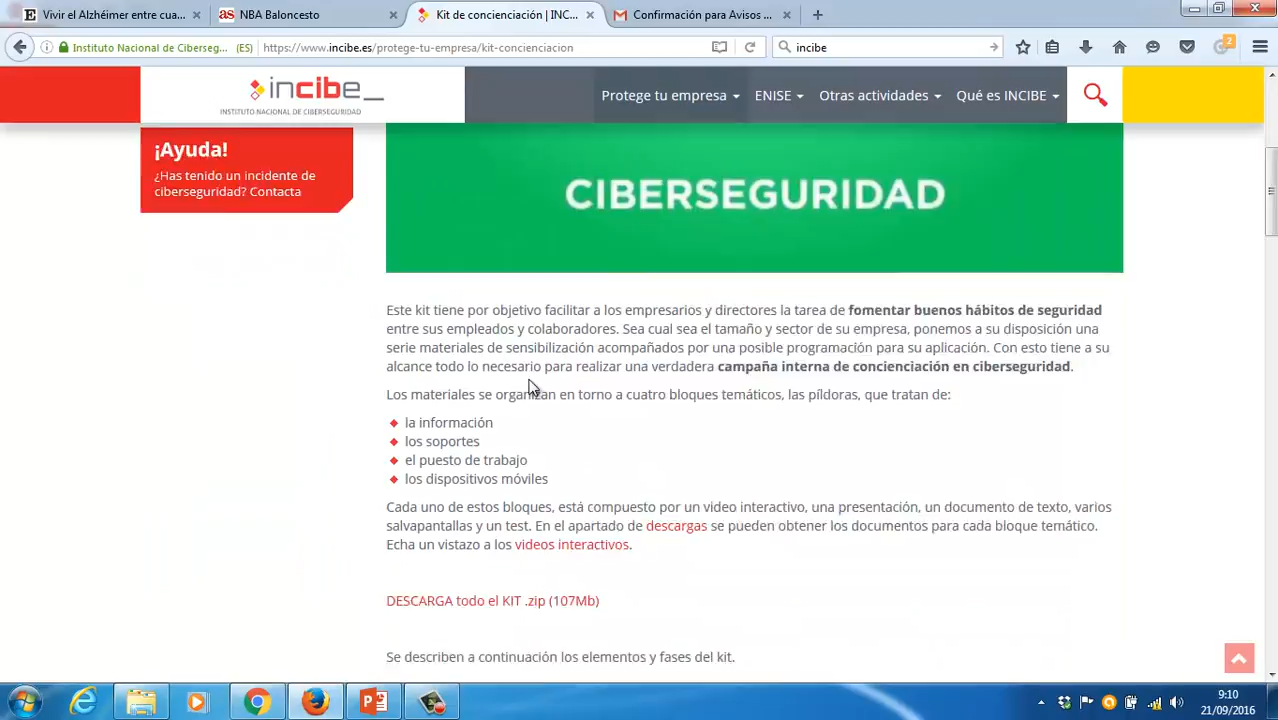 Vivir el Alzhéimer entre cua...
NBA Baloncesto
Kit de concienciación | INC...
Confirmación para Avisos ...
Instituto Nacional de Ciberseg... (ES)
https://www.incibe.es/protege-tu-empresa/kit-concienciacion
incibe
2
incibe_
INSTITUTO NACIONAL DE CIBERSEGURIDAD
Protege tu empresa
ENISE
Otras actividades
Qué es INCIBE
¡Ayuda!
¿Has tenido un incidente de
ciberseguridad? Contacta
CIBERSEGURIDAD
Este kit tiene por objetivo facilitar a los empresarios y directores la tarea de fomentar buenos hábitos de seguridad
entre sus empleados y colaboradores. Sea cual sea el tamaño y sector de su empresa, ponemos a su disposición una
serie materiales de sensibilización acompañados por una posible programación para su aplicación. Con esto tiene a su
alcance todo lo necesario para realizar una verdadera campaña interna de concienciación en ciberseguridad.
Los materiales se organizan en torno a cuatro bloques temáticos, las píldoras, que tratan de:
la información
los soportes
el puesto de trabajo
los dispositivos móviles
Cada uno de estos bloques, está compuesto por un video interactivo, una presentación, un documento de texto, varios
salvapantallas y un test. En el apartado de descargas se pueden obtener los documentos para cada bloque temático.
Echa un vistazo a los videos interactivos.
DESCARGA todo el KIT .zip (107Mb)
Se describen a continuación los elementos y fases del kit.
9:10
21/09/2016